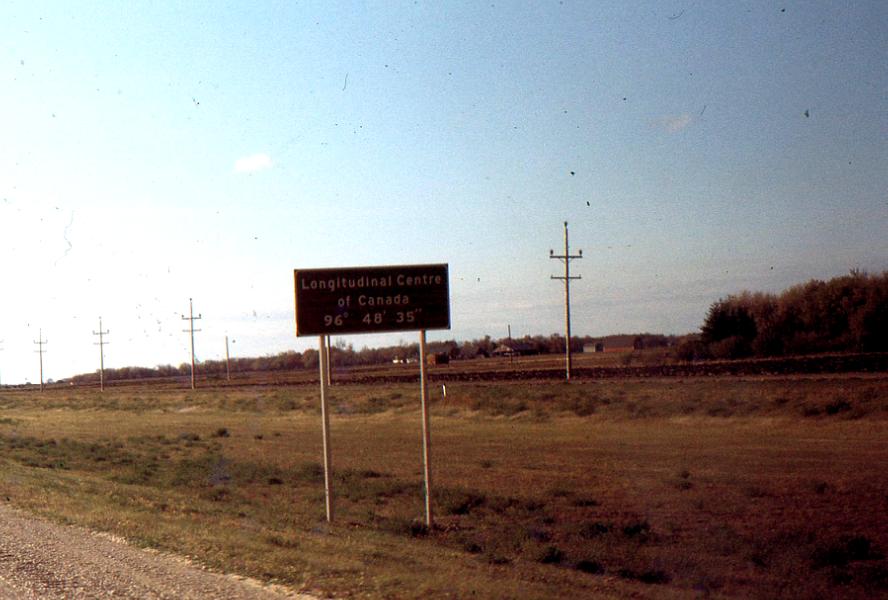 Longitudinal Centre
of Canada
96° 48' 35"